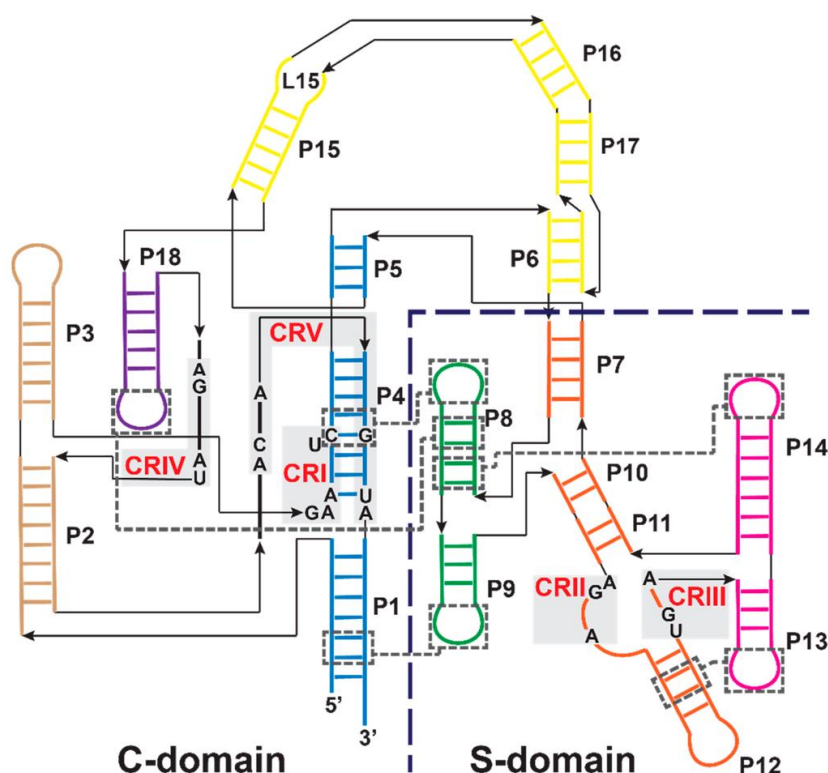 P16
L15
P15
P17
P18
P5
P6
P3
CRV
P7
A
G
A
P4
P8
A
C
A
U
C
G
P14
CRIV
A
U
CRI
P10
P2
A
G
A
U
A
P11
P1
P9
CRII
G
A
A
A
G
U
CRIII
P13
5’
3’
P12
C-domain
S-domain